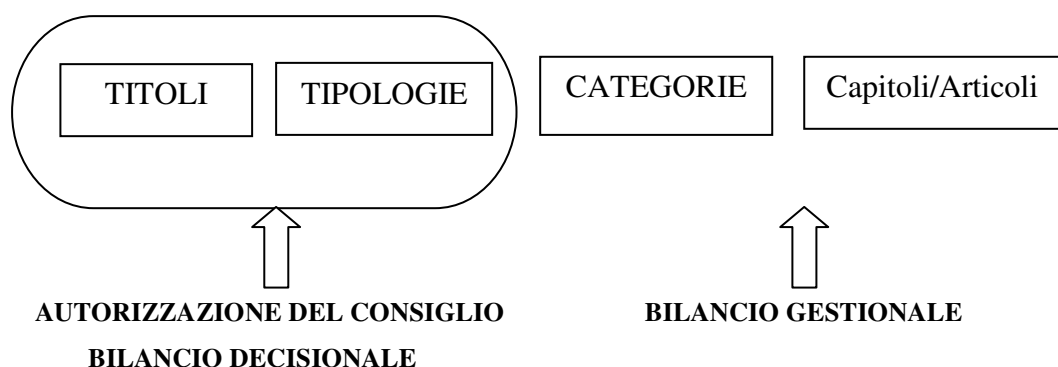 TITOLI
TIPOLOGIE
CATEGORIE
Capitoli/Articoli
AUTORIZZAZIONE DEL CONSIGLIO
BILANCIO DECISIONALE
BILANCIO GESTIONALE